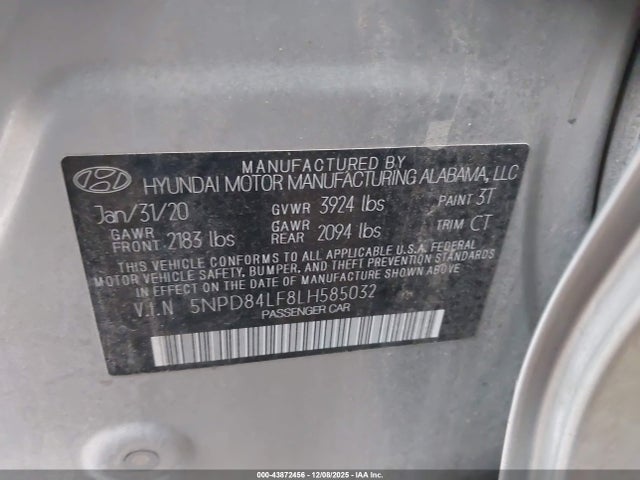 MANUFACTURED BY
HYUNDAI MOTOR MANUFACTURING ALABAMA, LLC
Jan/31/20 GVWR 3924 lbs PAINT 3T
GAWR FRONT 2183 lbs GAWR REAR 2094 lbs TRIM CT
THIS VEHICLE CONFORMS TO ALL APPLICABLE U.S.A. FEDERAL
MOTOR VEHICLE SAFETY, BUMPER, AND THEFT PREVENTION STANDARDS
IN EFFECT ON THE DATE OF MANUFACTURE SHOWN ABOVE.
V.I.N 5NPD84LF8LH585032
PASSENGER CAR
000-43872456 | 12/08/2025 | IAA Inc.